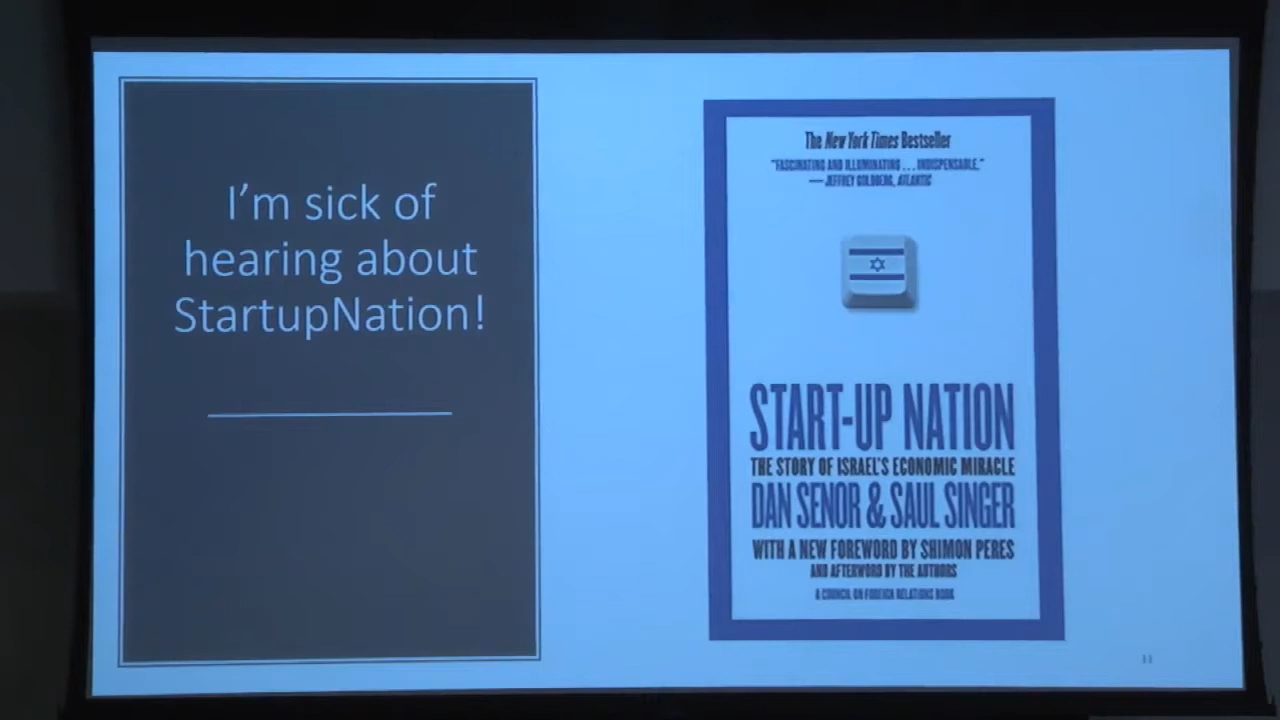 I'm sick of
hearing about
StartupNation!
The New York Times Bestseller
"FASCINATING AND ILLUMINATING . . . INDISPENSABLE."
— JEFFREY GOLDBERG, ATLANTIC
START-UP NATION
THE STORY OF ISRAEL'S ECONOMIC MIRACLE
DAN SENOR & SAUL SINGER
WITH A NEW FOREWORD BY SHIMON PERES
AND AFTERWORD BY THE AUTHORS
A COUNCIL ON FOREIGN RELATIONS BOOK
11